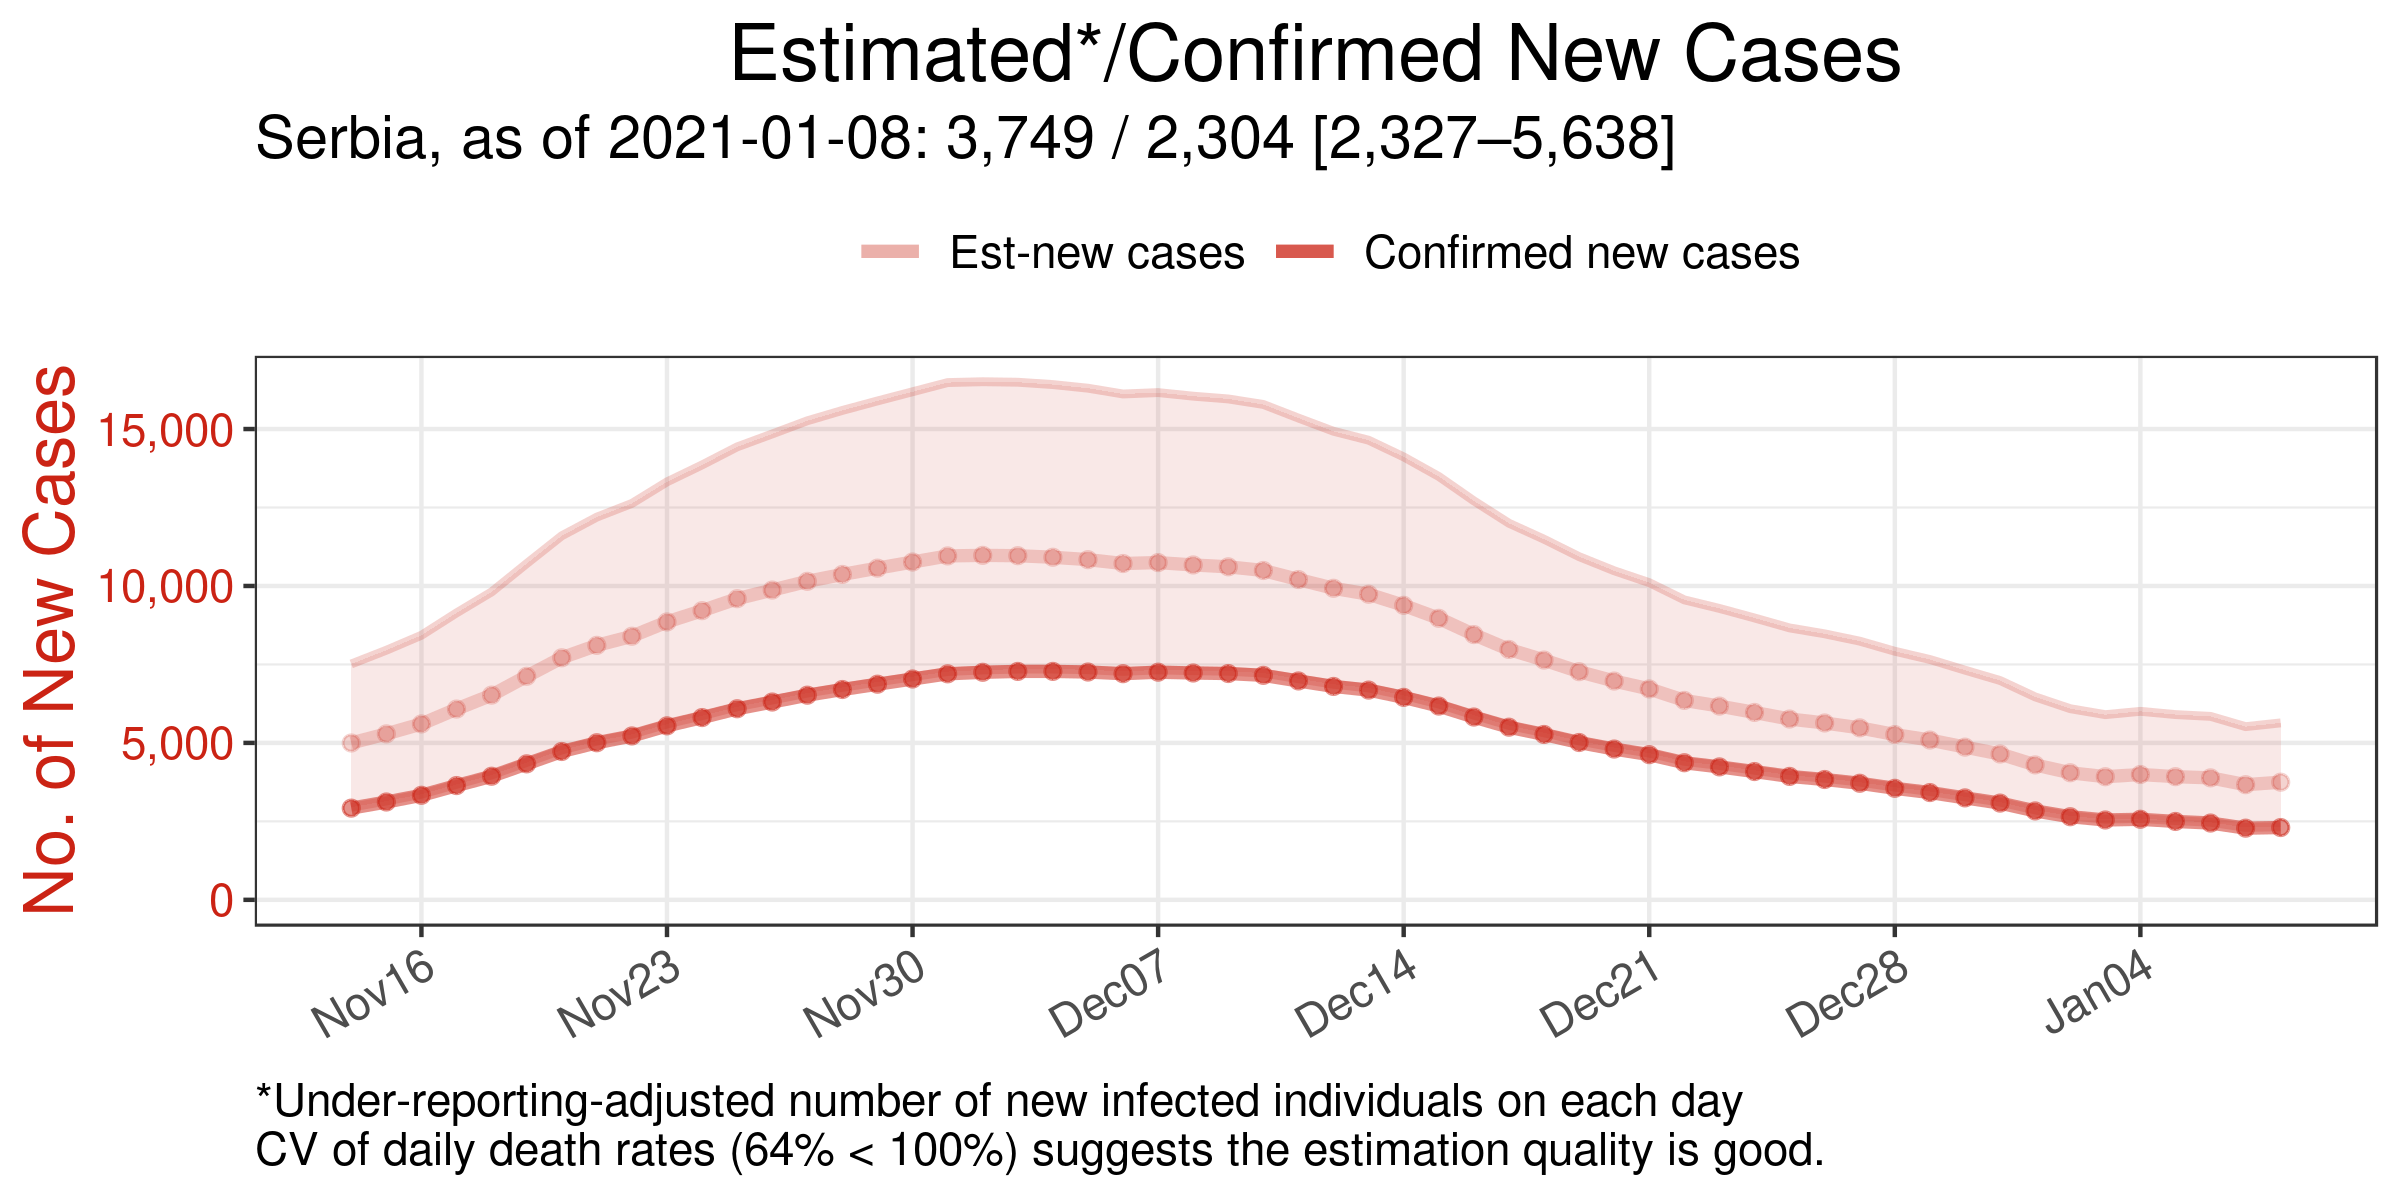 Estimated*/Confirmed New Cases
Serbia, as of 2021-01-08: 3,749 / 2,304 [2,327–5,638]
Est-new cases
Confirmed new cases
No. of New Cases
15,000
10,000
5,000
0
Nov16
Nov23
Nov30
Dec07
Dec14
Dec21
Dec28
Jan04
*Under-reporting-adjusted number of new infected individuals on each day
CV of daily death rates (64% < 100%) suggests the estimation quality is good.